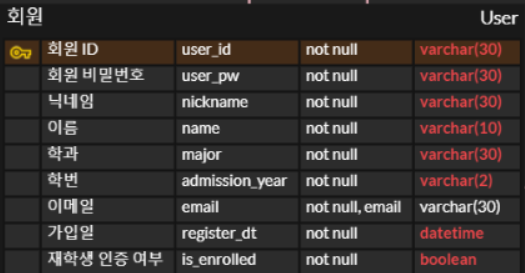 회원 User
회원 ID user_id not null varchar(30)
회원 비밀번호 user_pw not null varchar(30)
닉네임 nickname not null varchar(30)
이름 name not null varchar(10)
학과 major not null varchar(30)
학번 admission_year not null varchar(2)
이메일 email not null, email varchar(30)
가입일 register_dt not null datetime
재학생 인증 여부 is_enrolled not null boolean